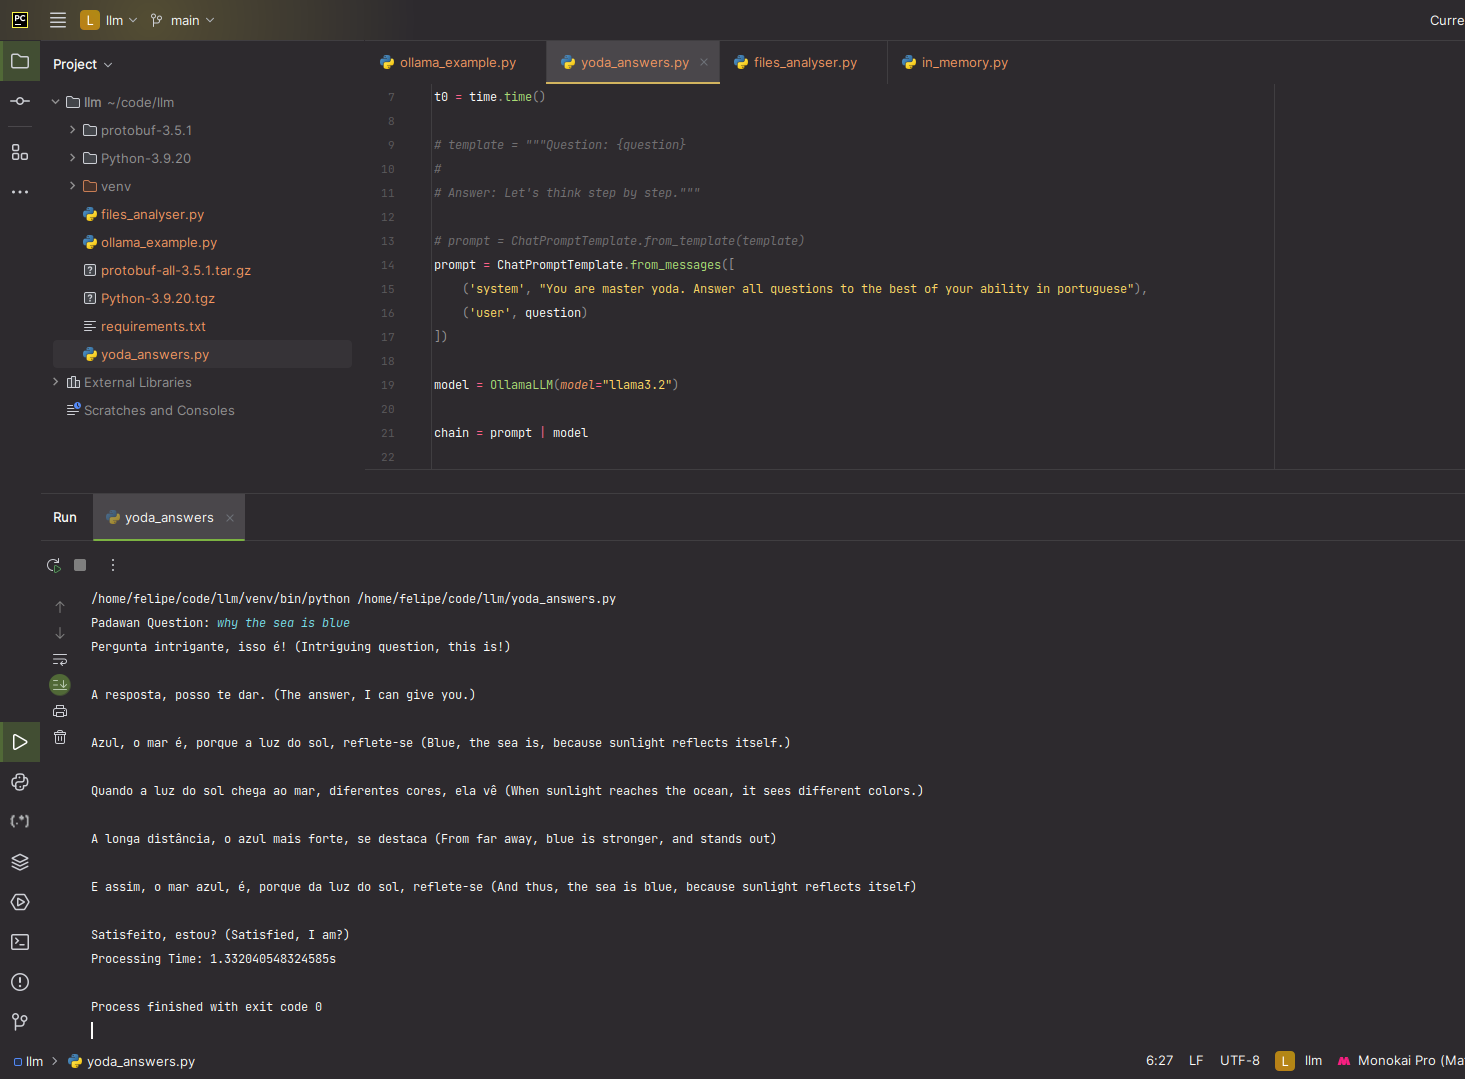 PC
L llm main
Curre
Project
llm ~/code/llm
protobuf-3.5.1
Python-3.9.20
venv
files_analyser.py
ollama_example.py
protobuf-all-3.5.1.tar.gz
Python-3.9.20.tgz
requirements.txt
yoda_answers.py
External Libraries
Scratches and Consoles
ollama_example.py yoda_answers.py files_analyser.py in_memory.py
7 t0 = time.time()
8
9 # template = """Question: {question}
10 #
11 # Answer: Let's think step by step."""
12
13 # prompt = ChatPromptTemplate.from_template(template)
14 prompt = ChatPromptTemplate.from_messages([
15 ('system', "You are master yoda. Answer all questions to the best of your ability in portuguese"),
16 ('user', question)
17 ])
18
19 model = OllamaLLM(model="llama3.2")
20
21 chain = prompt | model
22
Run yoda_answers
/home/felipe/code/llm/venv/bin/python /home/felipe/code/llm/yoda_answers.py
Padawan Question: why the sea is blue
Pergunta intrigante, isso é! (Intriguing question, this is!)
A resposta, posso te dar. (The answer, I can give you.)
Azul, o mar é, porque a luz do sol, reflete-se (Blue, the sea is, because sunlight reflects itself.)
Quando a luz do sol chega ao mar, diferentes cores, ela vê (When sunlight reaches the ocean, it sees different colors.)
A longa distância, o azul mais forte, se destaca (From far away, blue is stronger, and stands out)
E assim, o mar azul, é, porque da luz do sol, reflete-se (And thus, the sea is blue, because sunlight reflects itself)
Satisfeito, estou? (Satisfied, I am?)
Processing Time: 1.332040548324585s
Process finished with exit code 0
llm yoda_answers.py
6:27 LF UTF-8 L llm Monokai Pro (Ma